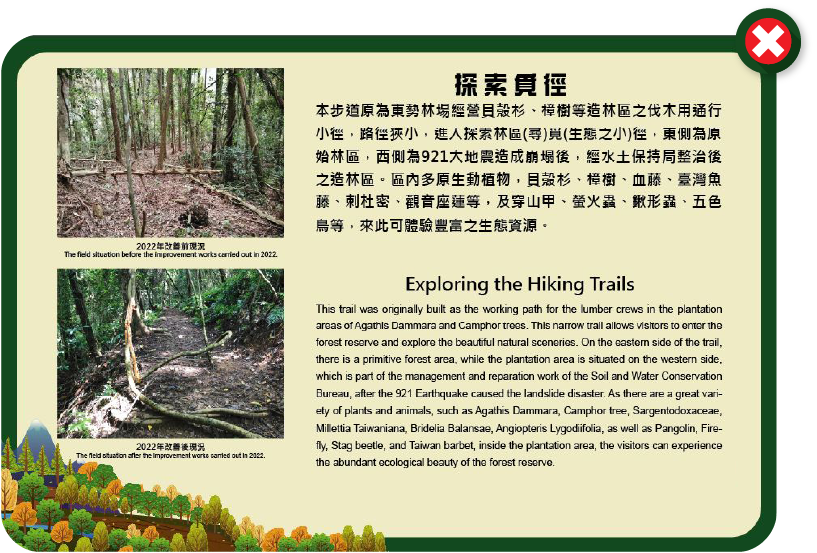 探索覓徑
本步道原為東勢林場經營貝殼杉、樟樹等造林區之伐木用通行
小徑，路徑狹小，進入探索林區(尋)覓(生態之小)徑，東側為原
始林區，西側為921大地震造成崩塌後，經水土保持局整治後
之造林區。區內多原生動植物，貝殼杉、樟樹、血藤、臺灣魚
藤、刺杜密、觀音座蓮等，及穿山甲、螢火蟲、鍬形蟲、五色
鳥等，來此可體驗豐富之生態資源。
2022年改善前現況
The field situation before the improvement works carried out in 2022.
2022年改善後現況
The field situation after the improvement works carried out in 2022.
Exploring the Hiking Trails
This trail was originally built as the working path for the lumber crews in the plantation
areas of Agathis Dammara and Camphor trees. This narrow trail allows visitors to enter the
forest reserve and explore the beautiful natural sceneries. On the eastern side of the trail,
there is a primitive forest area, while the plantation area is situated on the western side,
which is part of the management and reparation work of the Soil and Water Conservation
Bureau, after the 921 Earthquake caused the landslide disaster. As there are a great vari-
ety of plants and animals, such as Agathis Dammara, Camphor tree, Sargentodoxaceae,
Millettia Taiwaniana, Bridelia Balansae, Angiopteris Lygodiifolia, as well as Pangolin, Fire-
fly, Stag beetle, and Taiwan barbet, inside the plantation area, the visitors can experience
the abundant ecological beauty of the forest reserve.